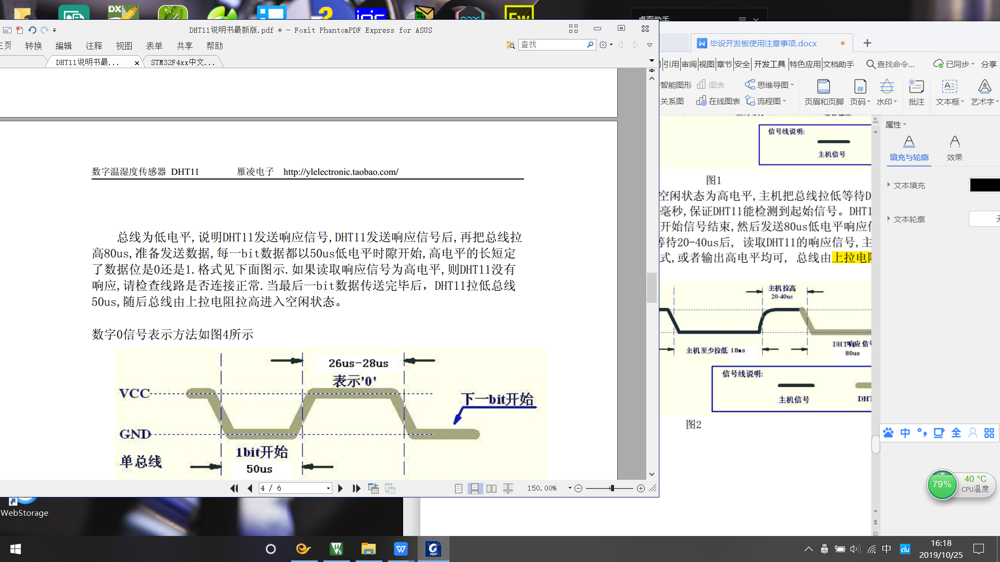 DX
?
Ew
桌面助手
DHT11说明书最新版.pdf * - Foxit PhantomPDF Express for ASUS
转换 编辑 注释 视图 表单 共享 帮助
查找
DHT11说明书最... x STM32F4xx中文...
数字温湿度传感器 DHT11 雁凌电子 http://ylelectronic.taobao.com/
总线为低电平,说明DHT11发送响应信号,DHT11发送响应信号后,再把总线拉
高80us,准备发送数据,每一bit数据都以50us低电平时隙开始,高电平的长短定
了数据位是0还是1.格式见下面图示.如果读取响应信号为高电平,则DHT11没有
响应,请检查线路是否连接正常.当最后一bit数据传送完毕后，DHT11拉低总线
50us,随后总线由上拉电阻拉高进入空闲状态。
数字0信号表示方法如图4所示
26us-28us
表示'0'
VCC
下一bit开始
GND
1bit开始
单总线
50us
4 / 6
150.00%
毕设开发板使用注意事项.docx
引用 审阅 视图 章节 安全 开发工具 特色应用 文档助手 查找命令... 已同步 分享
智能图形 图表 思维导图
关系图 在线图表 流程图
页眉和页脚 页码 水印 批注 文本框 艺术字
信号线说明:
主机信号
图1
空闲状态为高电平,主机把总线拉低等待D
毫秒,保证DHT11能检测到起始信号。DHT1
开始信号结束,然后发送80us低电平响应信
等待20-40us后, 读取DHT11的响应信号,主
式,或者输出高电平均可, 总线由上拉电阻
主机拉高
20-40us
主机至少拉低 18ms
DHT响应信号
80us
信号线说明:
主机信号
DHT
图2
属性
填充与轮廓 效果
文本填充
文本轮廓
中 全
79%
40 °C
CPU温度
WebStorage
中 du
16:18
2019/10/25